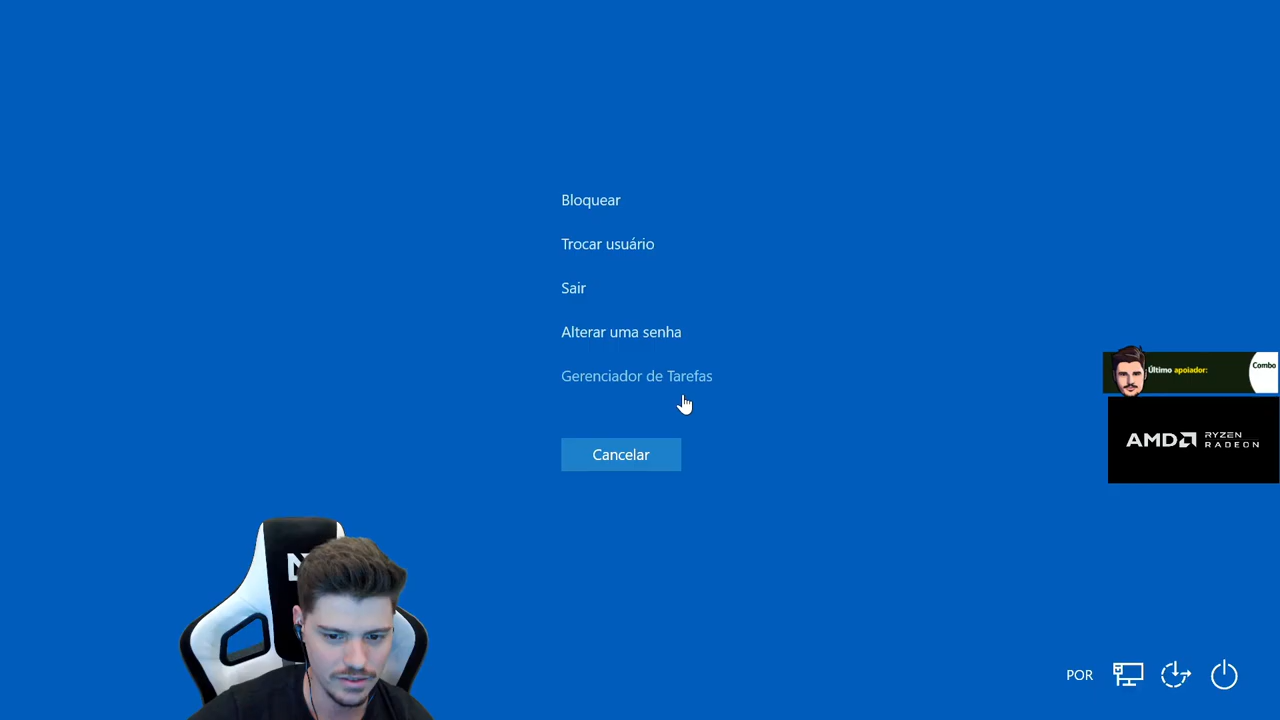 Bloquear
Trocar usuário
Sair
Alterar uma senha
Gerenciador de Tarefas
Cancelar
Último apoiador:
Combo
AMD RYZEN
RADEON
POR